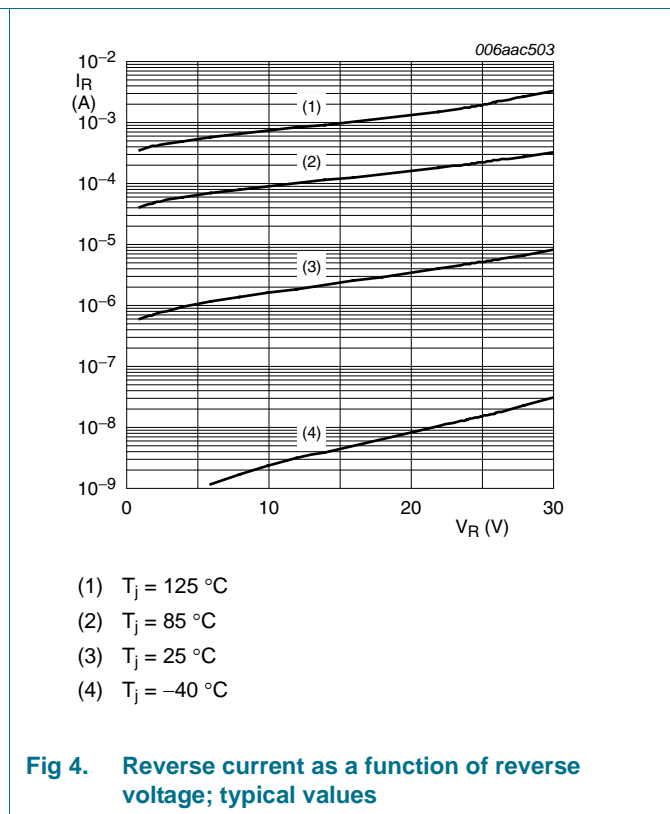 006aac503
10⁻²
I_R
(A)
10⁻³
10⁻⁴
10⁻⁵
10⁻⁶
10⁻⁷
10⁻⁸
10⁻⁹
(1)
(2)
(3)
(4)
0 10 20 30
V_R (V)
(1) T_j = 125 °C
(2) T_j = 85 °C
(3) T_j = 25 °C
(4) T_j = −40 °C
Fig 4. Reverse current as a function of reverse
voltage; typical values